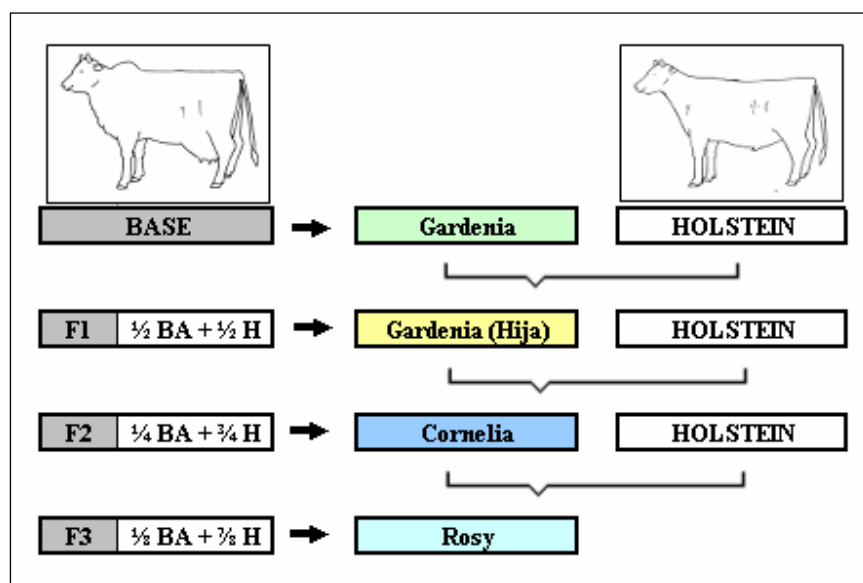 BASE Gardenia HOLSTEIN
F1 ½ BA + ½ H Gardenia (Hija) HOLSTEIN
F2 ¼ BA + ¾ H Cornelia HOLSTEIN
F3 ⅛ BA + ⅞ H Rosy